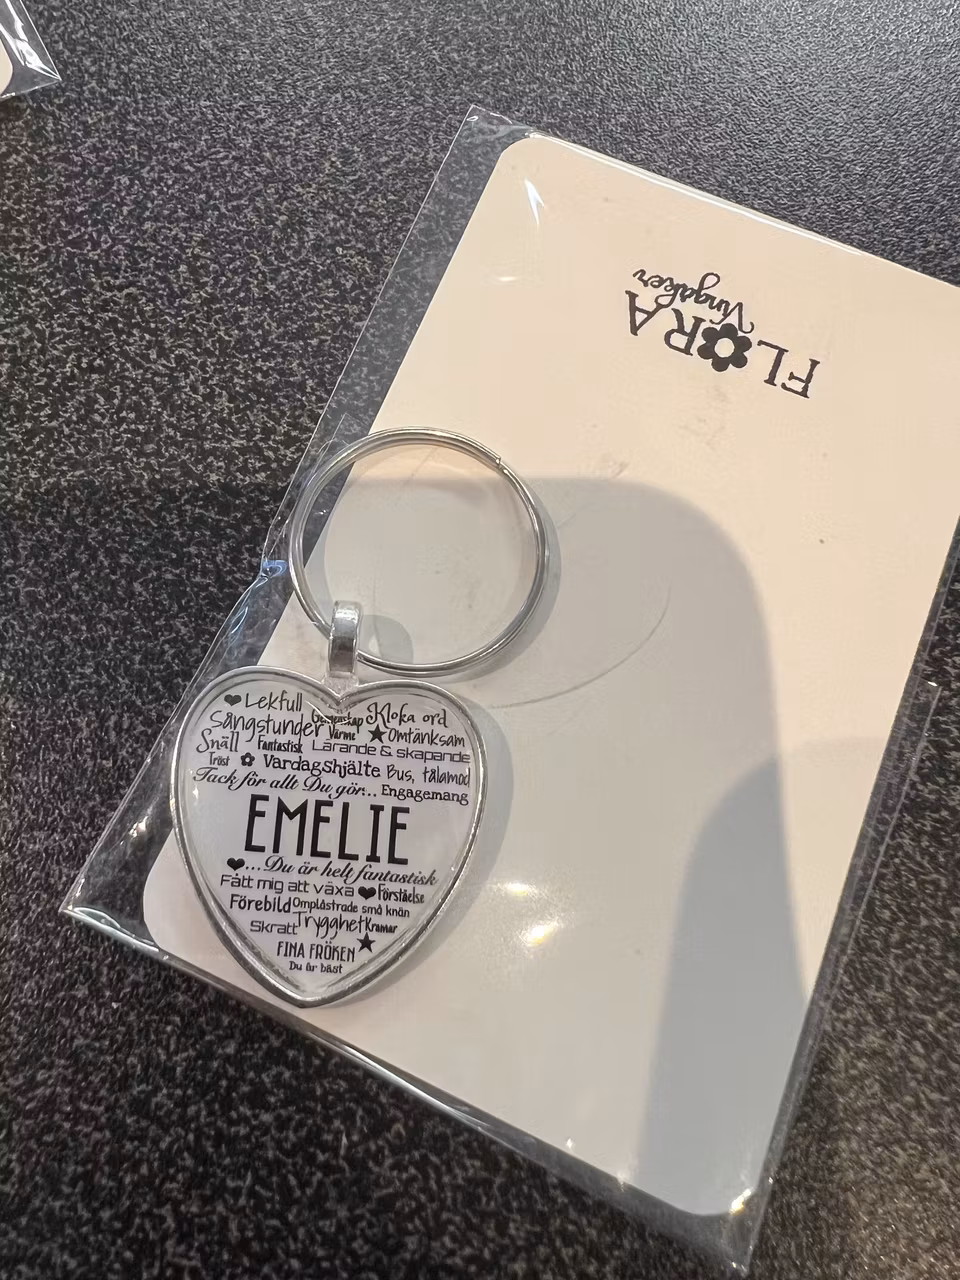 FLORA
Vingåker
Lekfull Gemenskap Kloka ord
Sångstunder Värme Omtänksam
Snäll Fantastisk Lärande & skapande
Tröst Vardagshjälte Bus, tålamod
Tack för allt Du gör.. Engagemang
EMELIE
...Du är helt fantastisk
Fått mig att växa Förståelse
Förebild Omplåstrade små knän
Skratt Trygghet Kramar
FINA FRÖKEN
Du är bäst